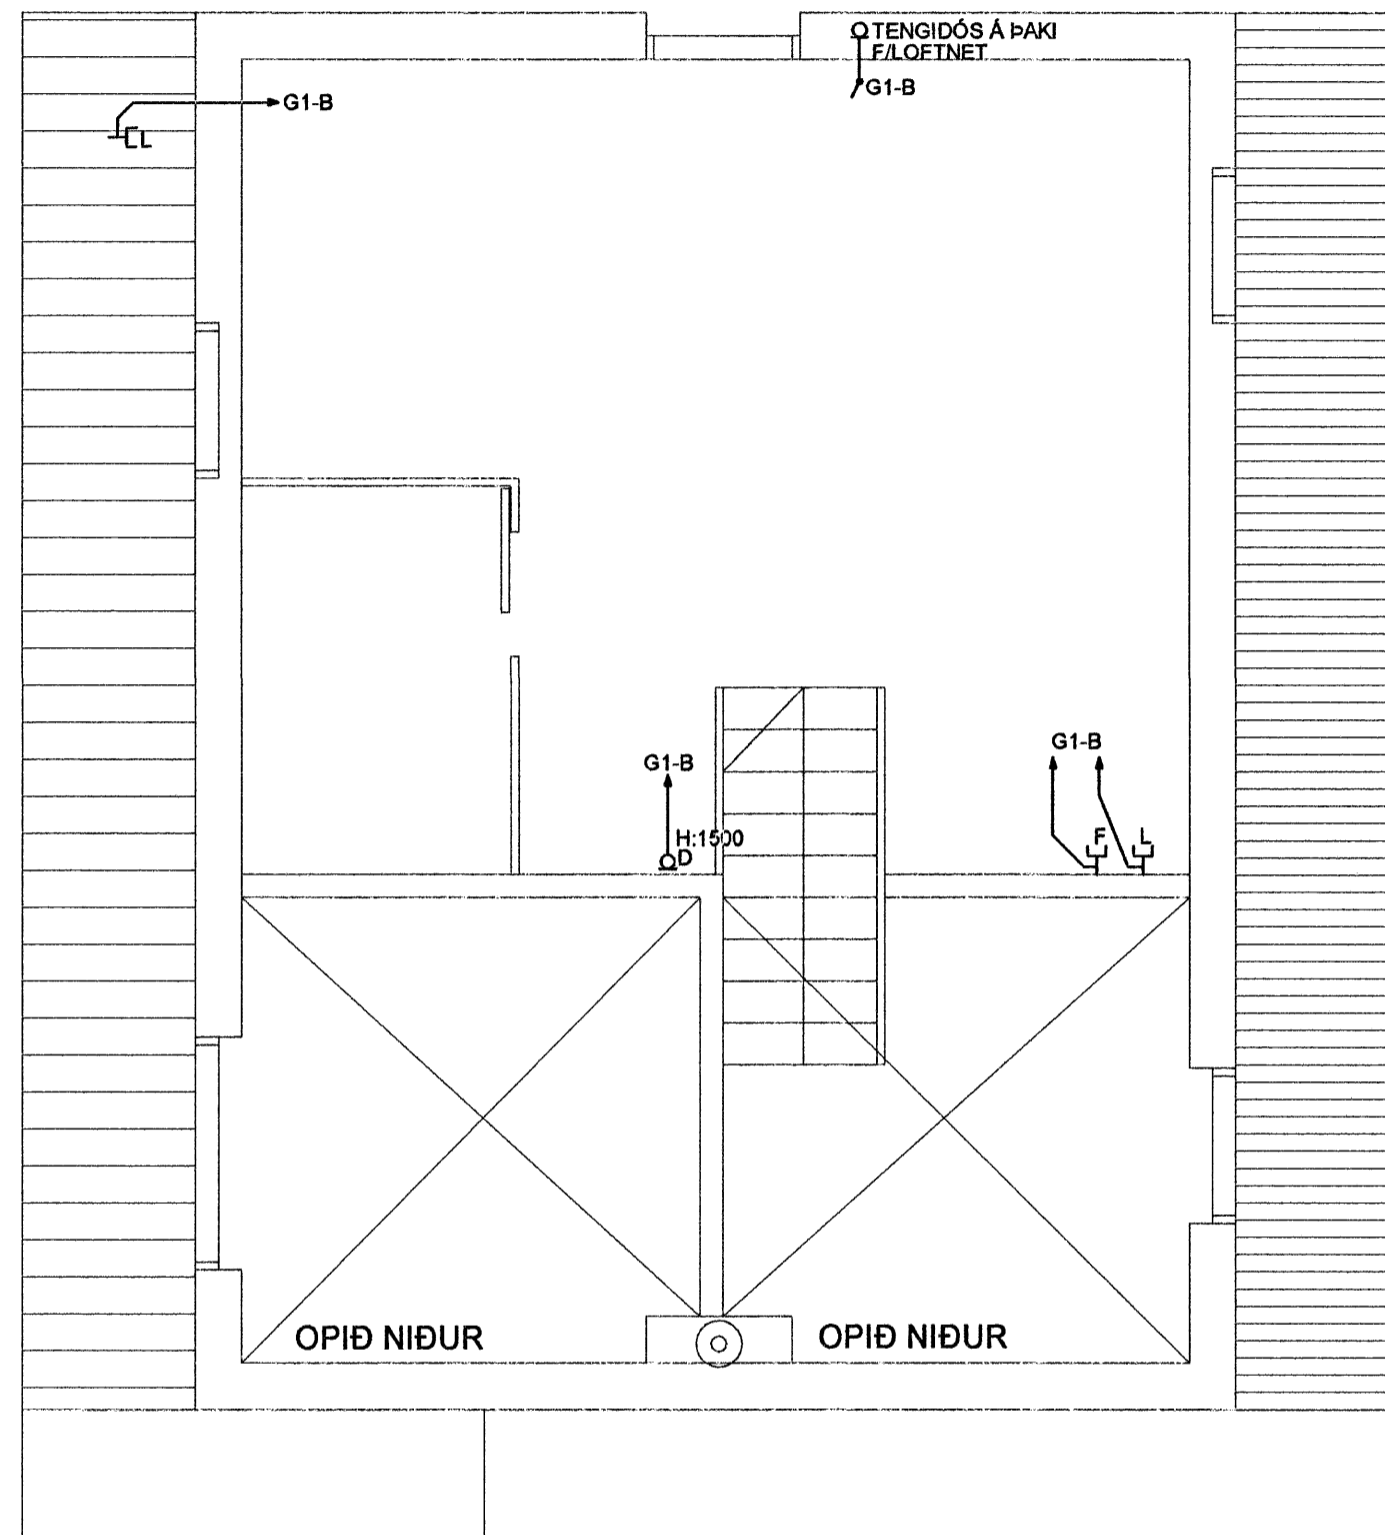 TENGIDÓS Á ÞAKI
F/LOFTNET
G1-B
G1-B
L
G1-B
G1-B
H:1500
D
F
L
OPIÐ NIÐUR
OPIÐ NIÐUR